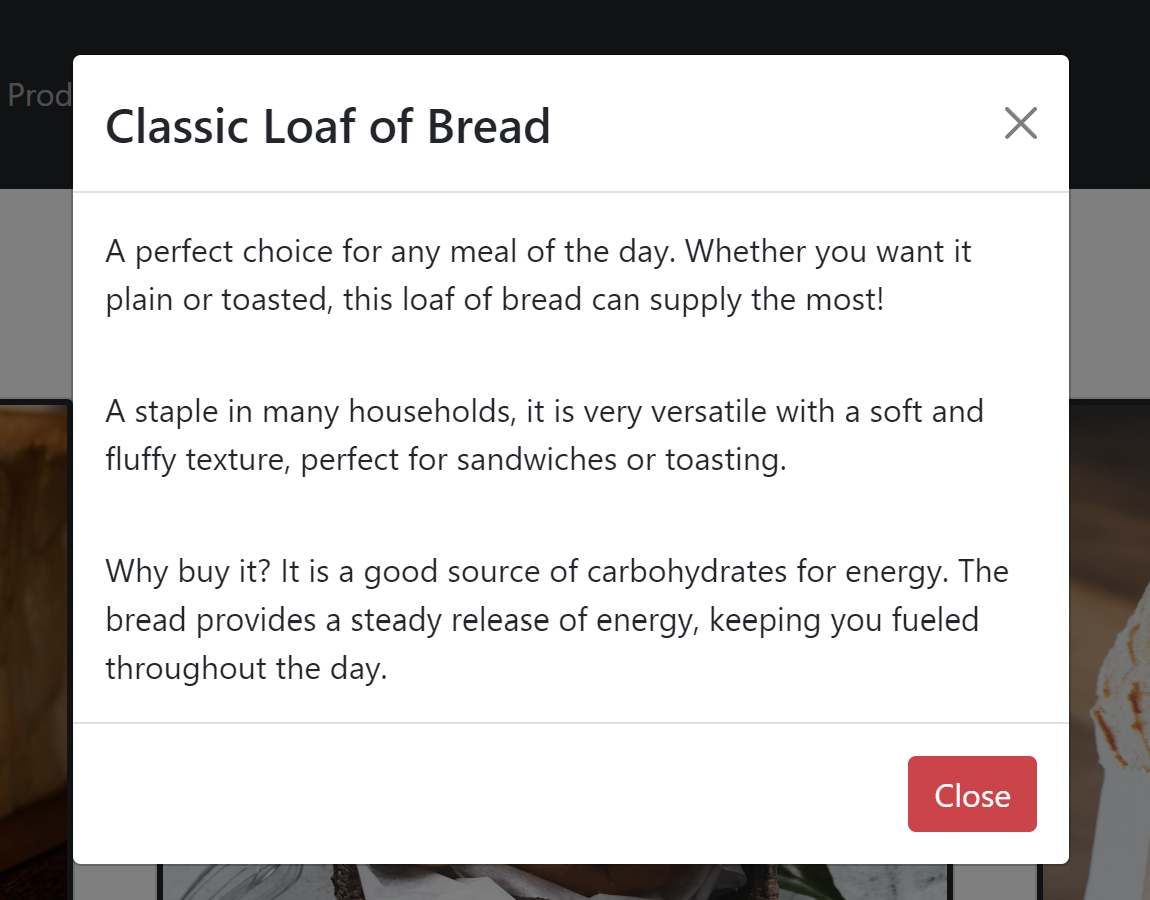 Prod
Classic Loaf of Bread
A perfect choice for any meal of the day. Whether you want it
plain or toasted, this loaf of bread can supply the most!
A staple in many households, it is very versatile with a soft and
fluffy texture, perfect for sandwiches or toasting.
Why buy it? It is a good source of carbohydrates for energy. The
bread provides a steady release of energy, keeping you fueled
throughout the day.
Close